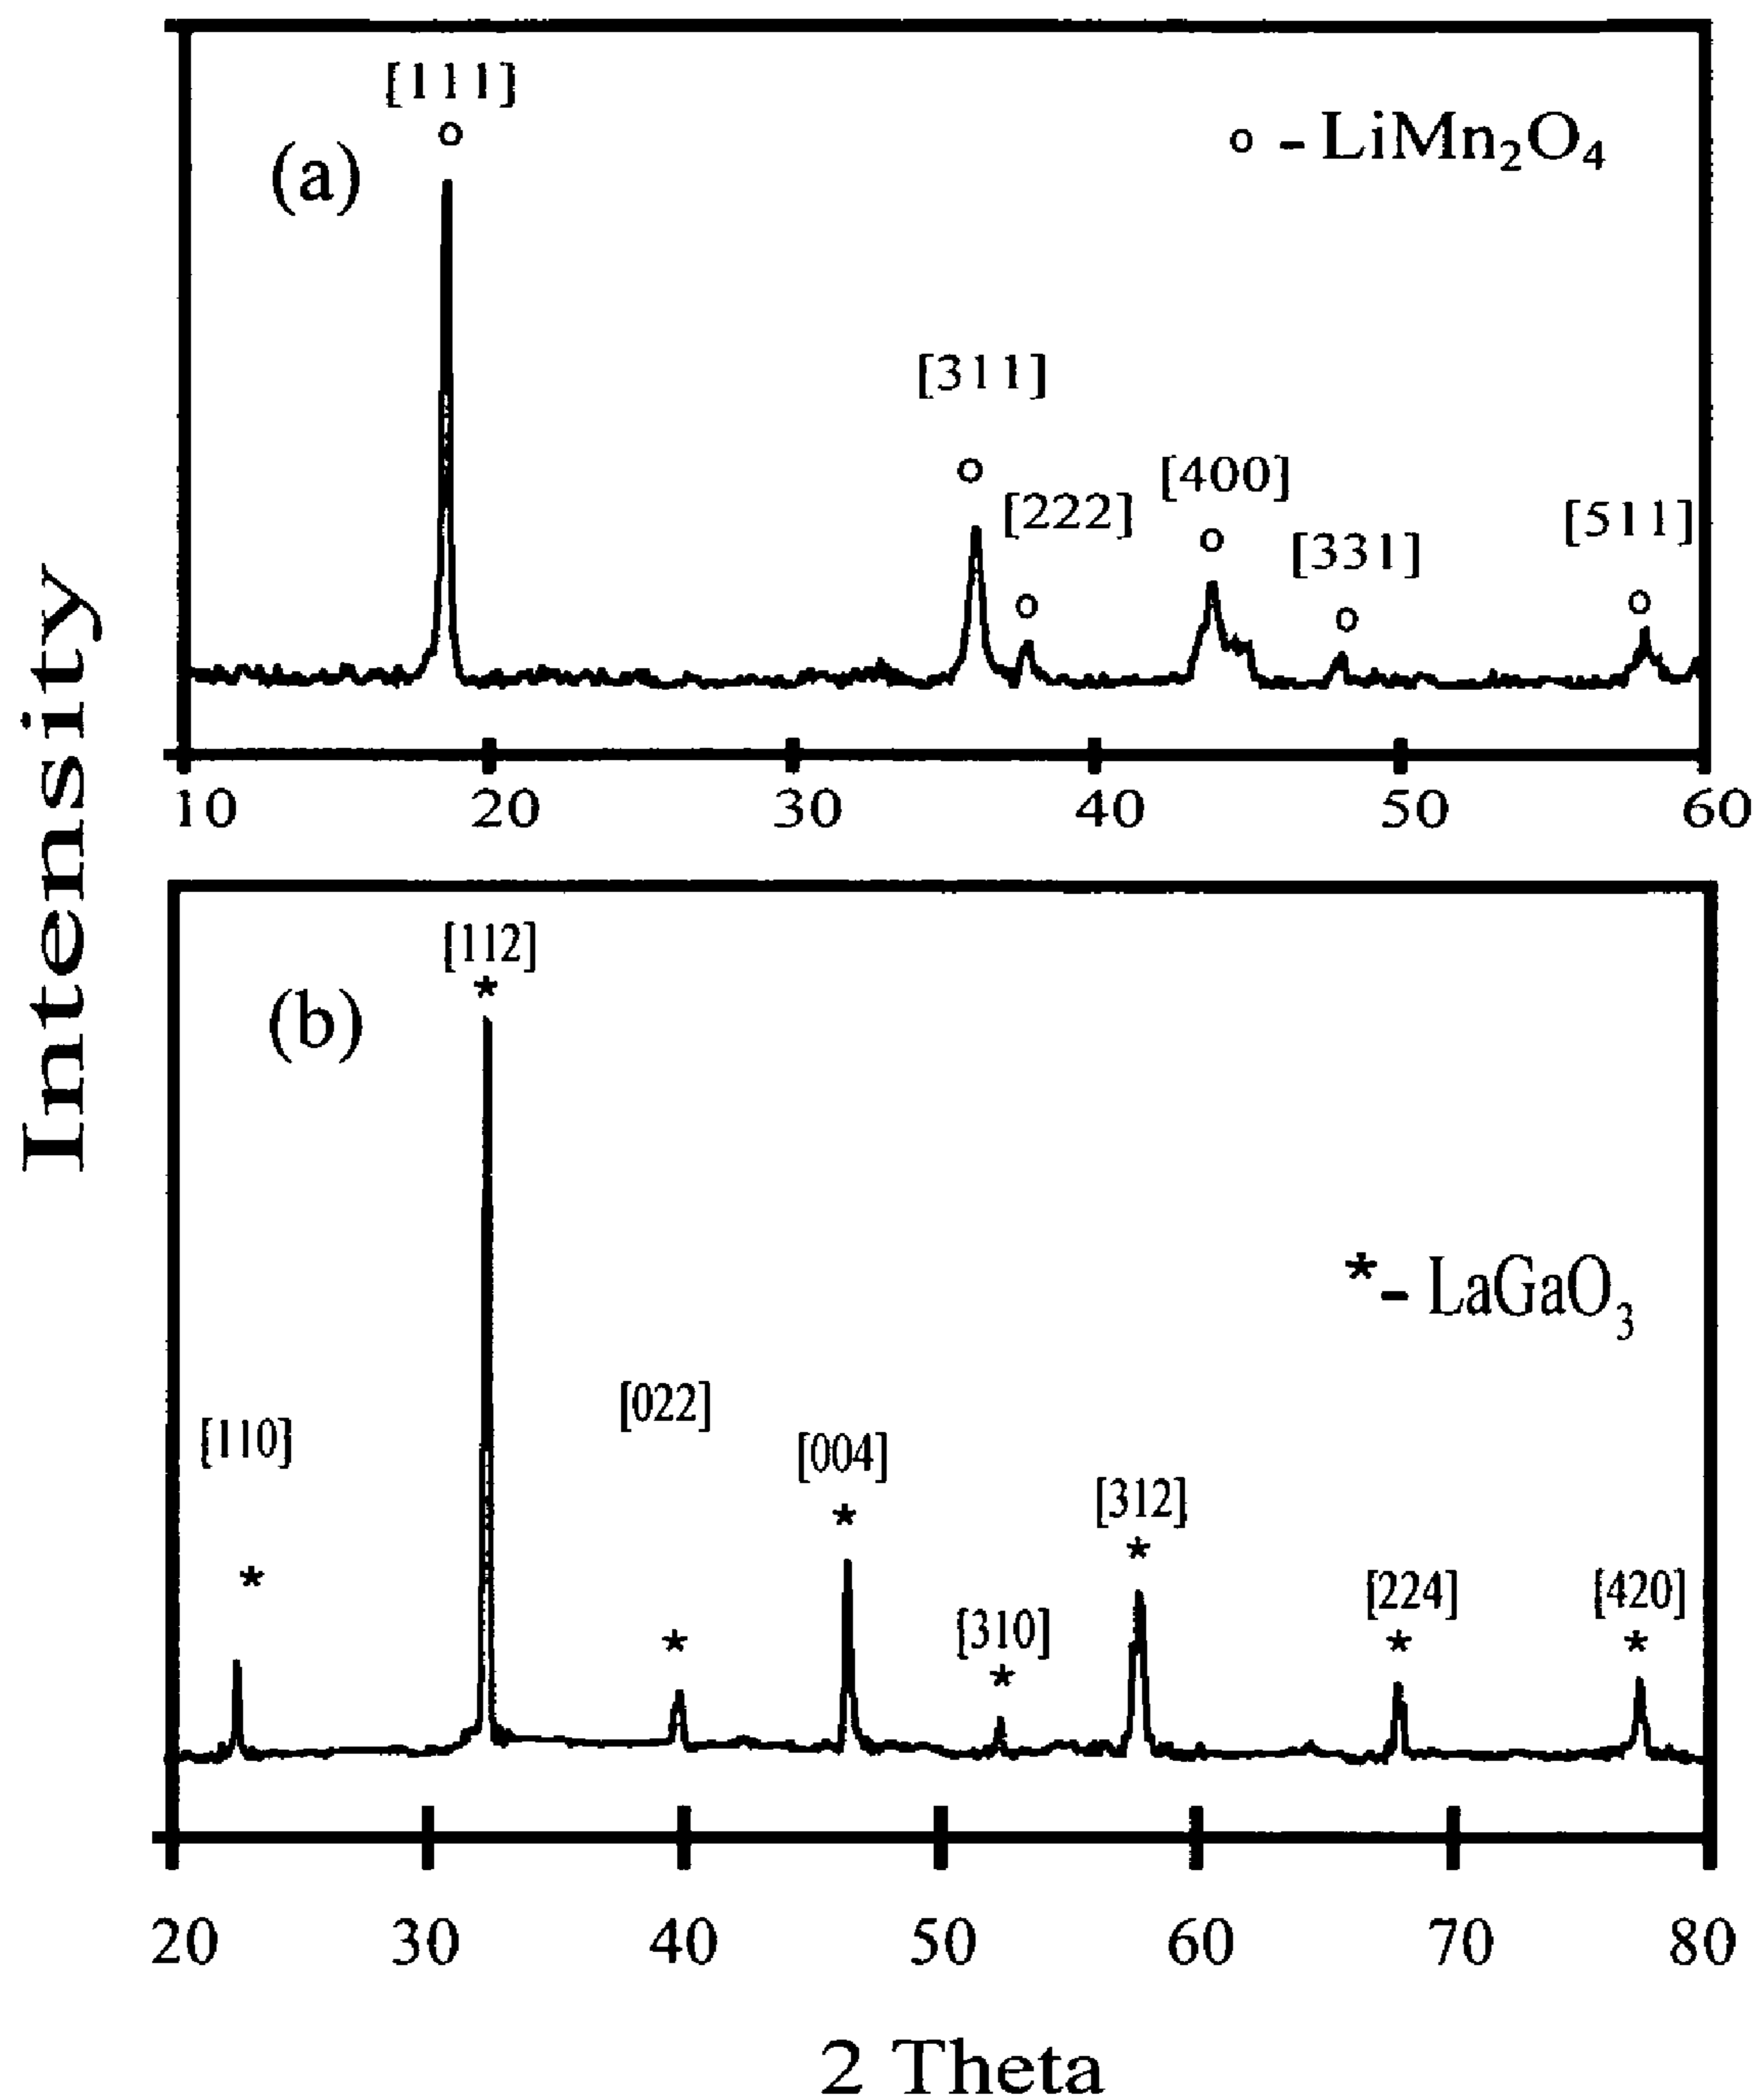 [111]
(a)
o - LiMn₂O₄
[311]
[222]
[400]
[331]
[511]
10 20 30 40 50 60
Intensity
[112]
(b)
*- LaGaO₃
[110]
[022]
[004]
[310]
[312]
[224]
[420]
20 30 40 50 60 70 80
2 Theta